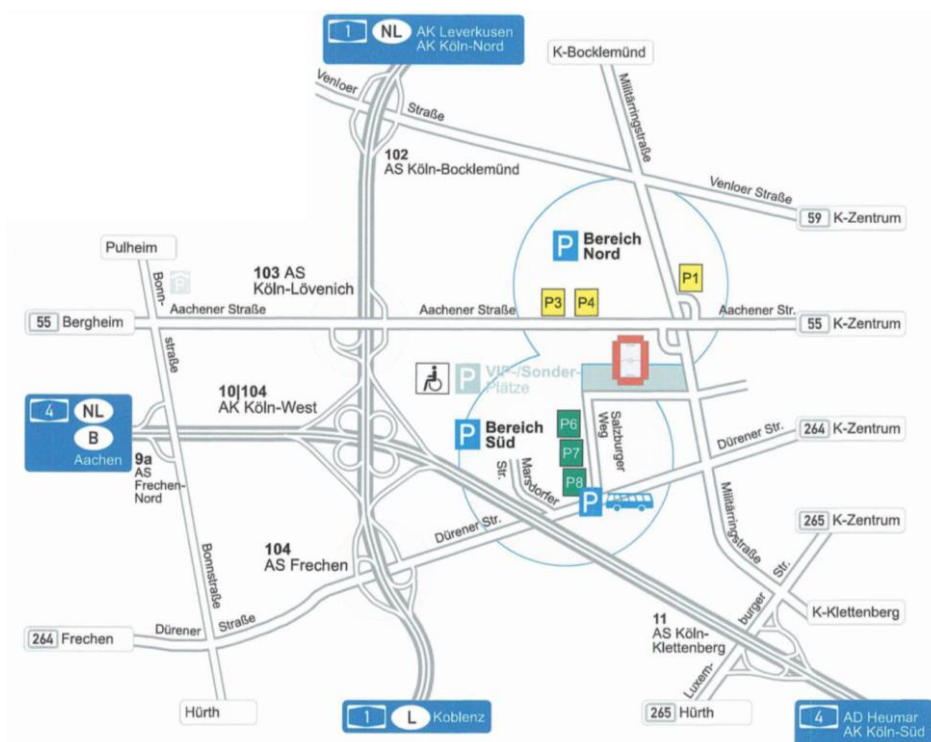 1 NL AK Leverkusen
AK Köln-Nord
K-Bocklemünd
Venloer
Straße
Militärringstraße
102
AS Köln-Bocklemünd
Venloer Straße
59 K-Zentrum
P Bereich
Nord
Pulheim
Bonn-
straße
103 AS
Köln-Lövenich
P1
P3
P4
55 Bergheim
Aachener Straße
Aachener Straße
Aachener Str.
55 K-Zentrum
P
P VIP-/Sonder-
Plätze
10|104
AK Köln-West
4 NL
B
Aachen
P Bereich
Süd
P6
P7
P8
Salzburger
Weg
Dürener Str.
264 K-Zentrum
9a
AS
Frechen-
Nord
Marsdorfer
Str.
P
Dürener Str.
Militärringstraße
265 K-Zentrum
104
AS Frechen
Bonnstraße
Luxem-
burger
Str.
K-Klettenberg
11
AS Köln-
Klettenberg
264 Frechen
Dürener
Straße
Hürth
1 L Koblenz
265 Hürth
4 AD Heumar
AK Köln-Süd